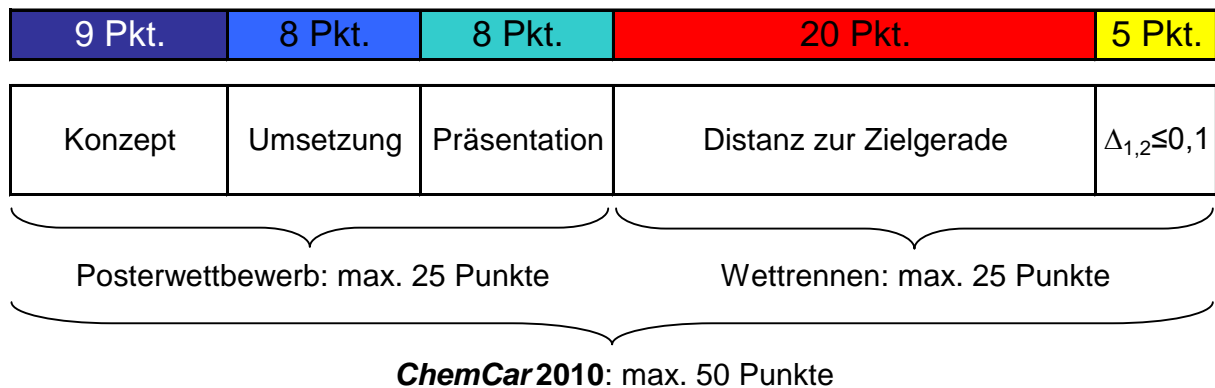 9 Pkt. 8 Pkt. 8 Pkt. 20 Pkt. 5 Pkt.
Konzept Umsetzung Präsentation Distanz zur Zielgerade Δ1,2≤0,1
Posterwettbewerb: max. 25 Punkte Wettrennen: max. 25 Punkte
ChemCar 2010: max. 50 Punkte